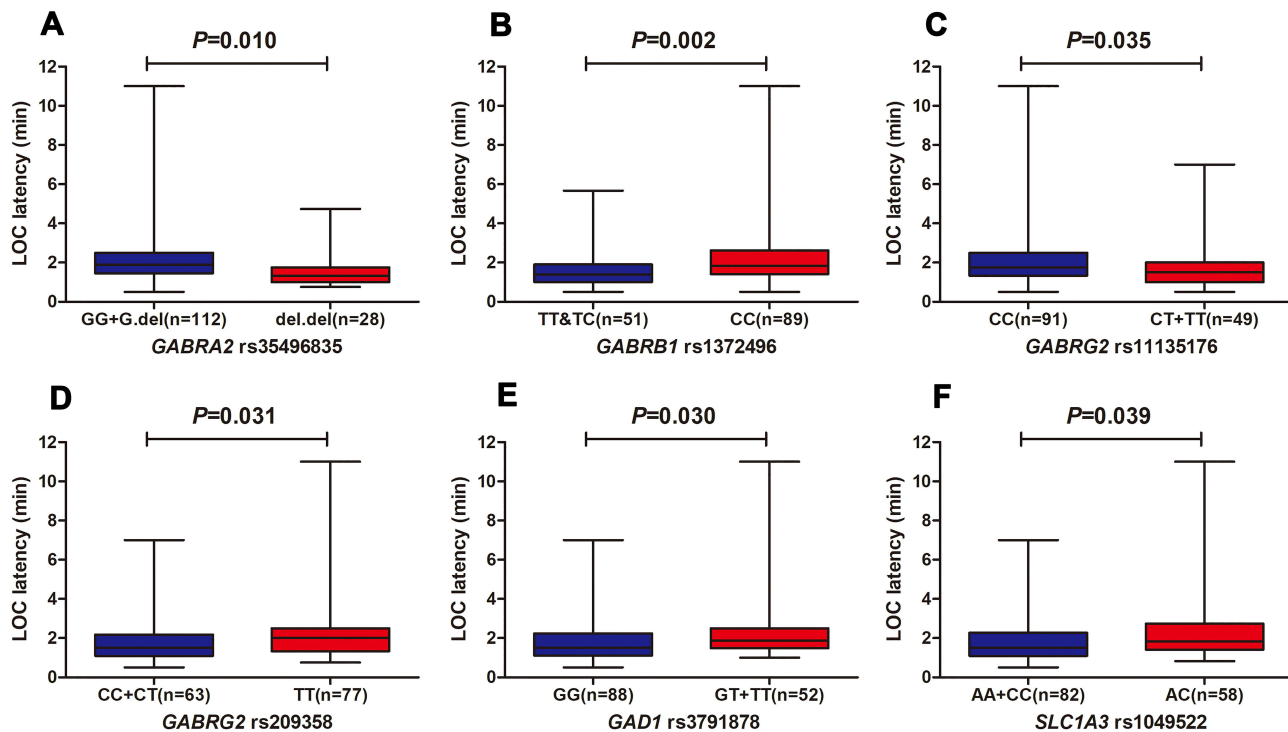 A
P=0.010
LOC latency (min)
12
10
8
6
4
2
0
GG+G.del(n=112) del.del(n=28)
GABRA2 rs35496835
B
P=0.002
LOC latency (min)
12
10
8
6
4
2
0
TT&TC(n=51) CC(n=89)
GABRB1 rs1372496
C
P=0.035
LOC latency (min)
12
10
8
6
4
2
0
CC(n=91) CT+TT(n=49)
GABRG2 rs11135176
D
P=0.031
LOC latency (min)
12
10
8
6
4
2
0
CC+CT(n=63) TT(n=77)
GABRG2 rs209358
E
P=0.030
LOC latency (min)
12
10
8
6
4
2
0
GG(n=88) GT+TT(n=52)
GAD1 rs3791878
F
P=0.039
LOC latency (min)
12
10
8
6
4
2
0
AA+CC(n=82) AC(n=58)
SLC1A3 rs1049522